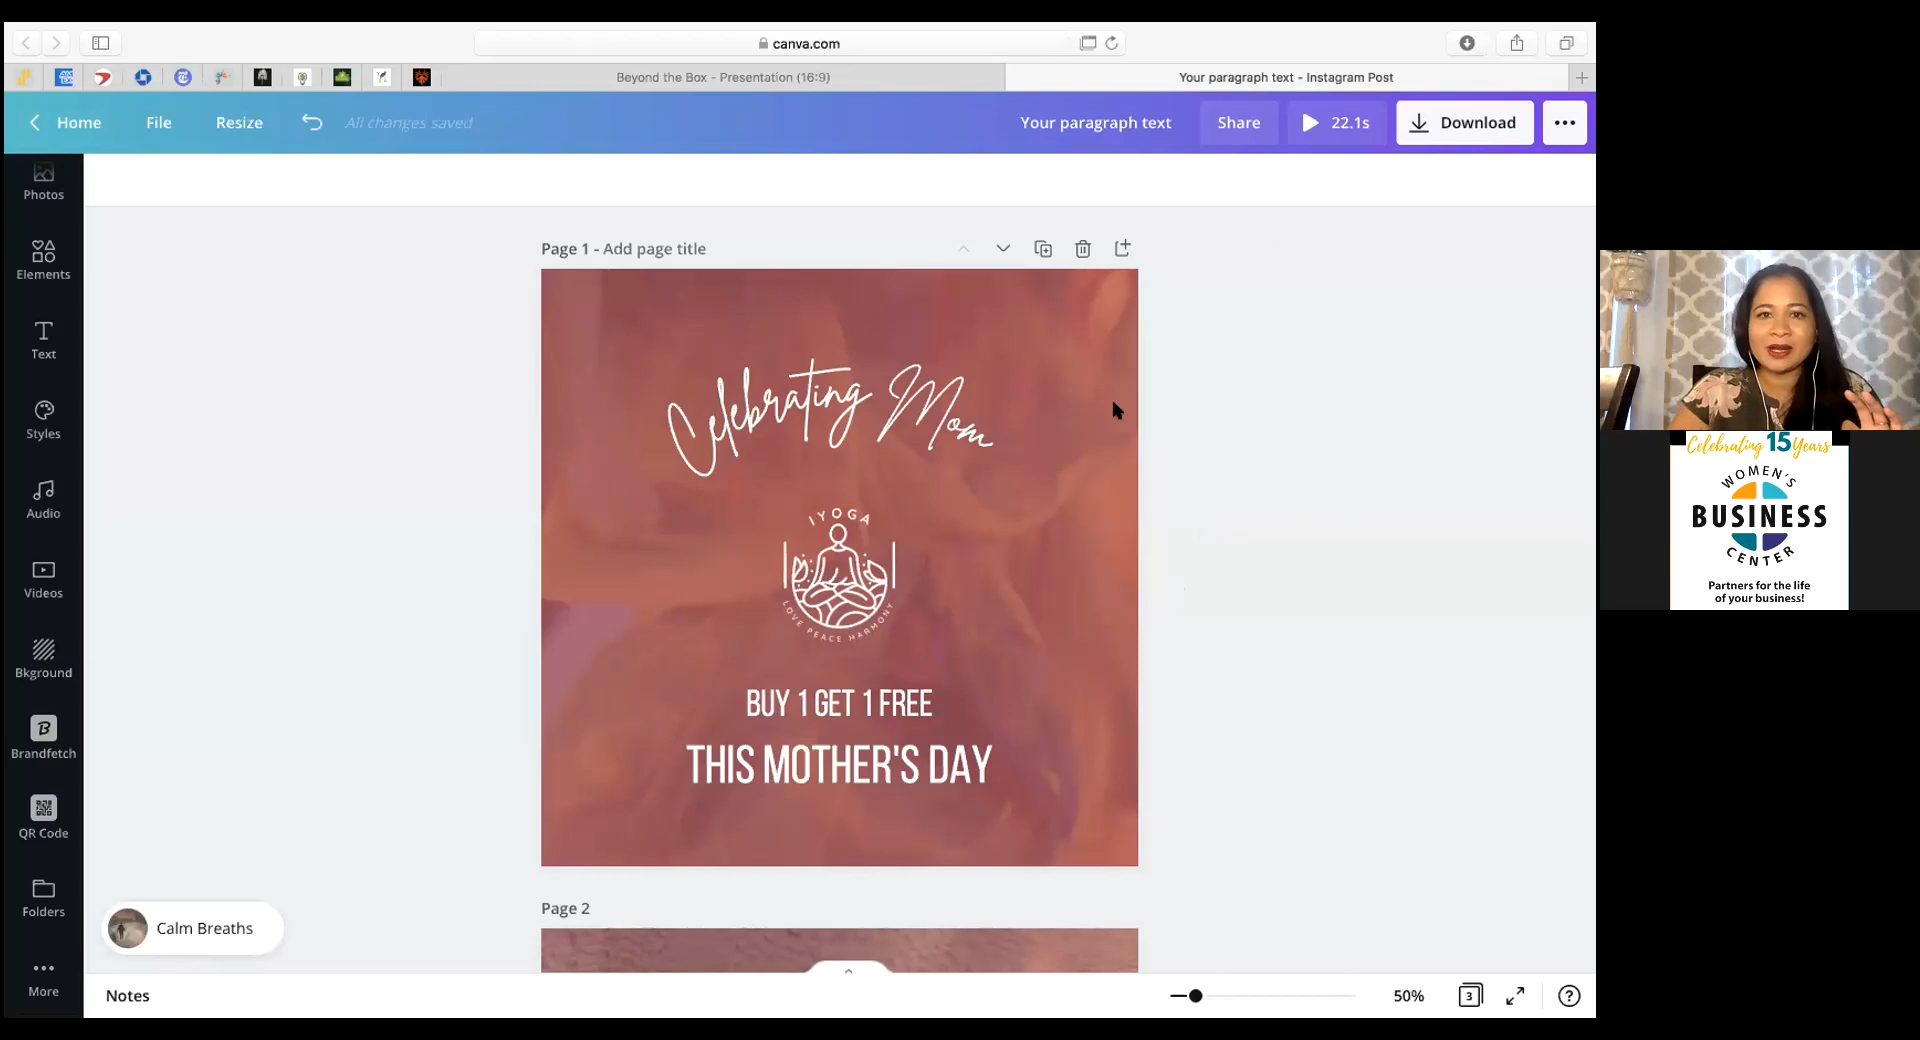 canva.com
Beyond the Box - Presentation (16:9)
Your paragraph text - Instagram Post
Home
File
Resize
All changes saved
Your paragraph text
Share
22.1s
Download
Photos
Elements
Text
Styles
Audio
Videos
Bkground
Brandfetch
QR Code
Folders
More
Page 1 - Add page title
Celebrating Mom
IYOGA
LOVE PEACE HARMONY
BUY 1 GET 1 FREE
THIS MOTHER'S DAY
Page 2
Calm Breaths
Notes
50%
3
Celebrating 15 Years
WOMEN'S
BUSINESS
CENTER
Partners for the life
of your business!